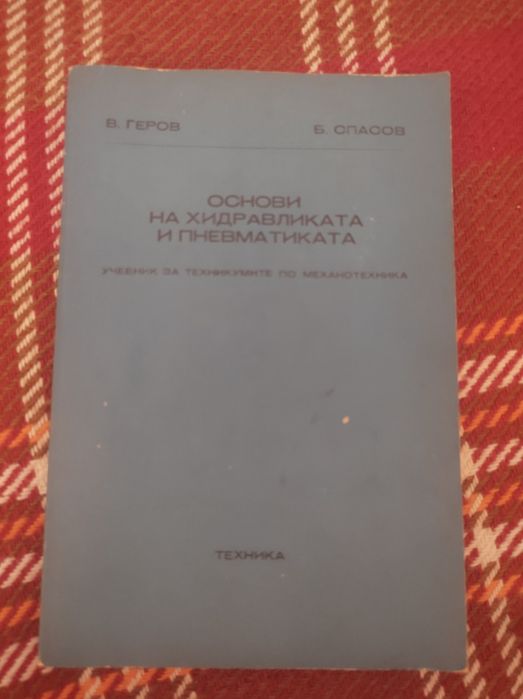 В. ГЕРОВ Б. СПАСОВ
ОСНОВИ
НА ХИДРАВЛИКАТА
И ПНЕВМАТИКАТА
УЧЕБНИК ЗА ТЕХНИКУМИТЕ ПО МЕХАНОТЕХНИКА
ТЕХНИКА